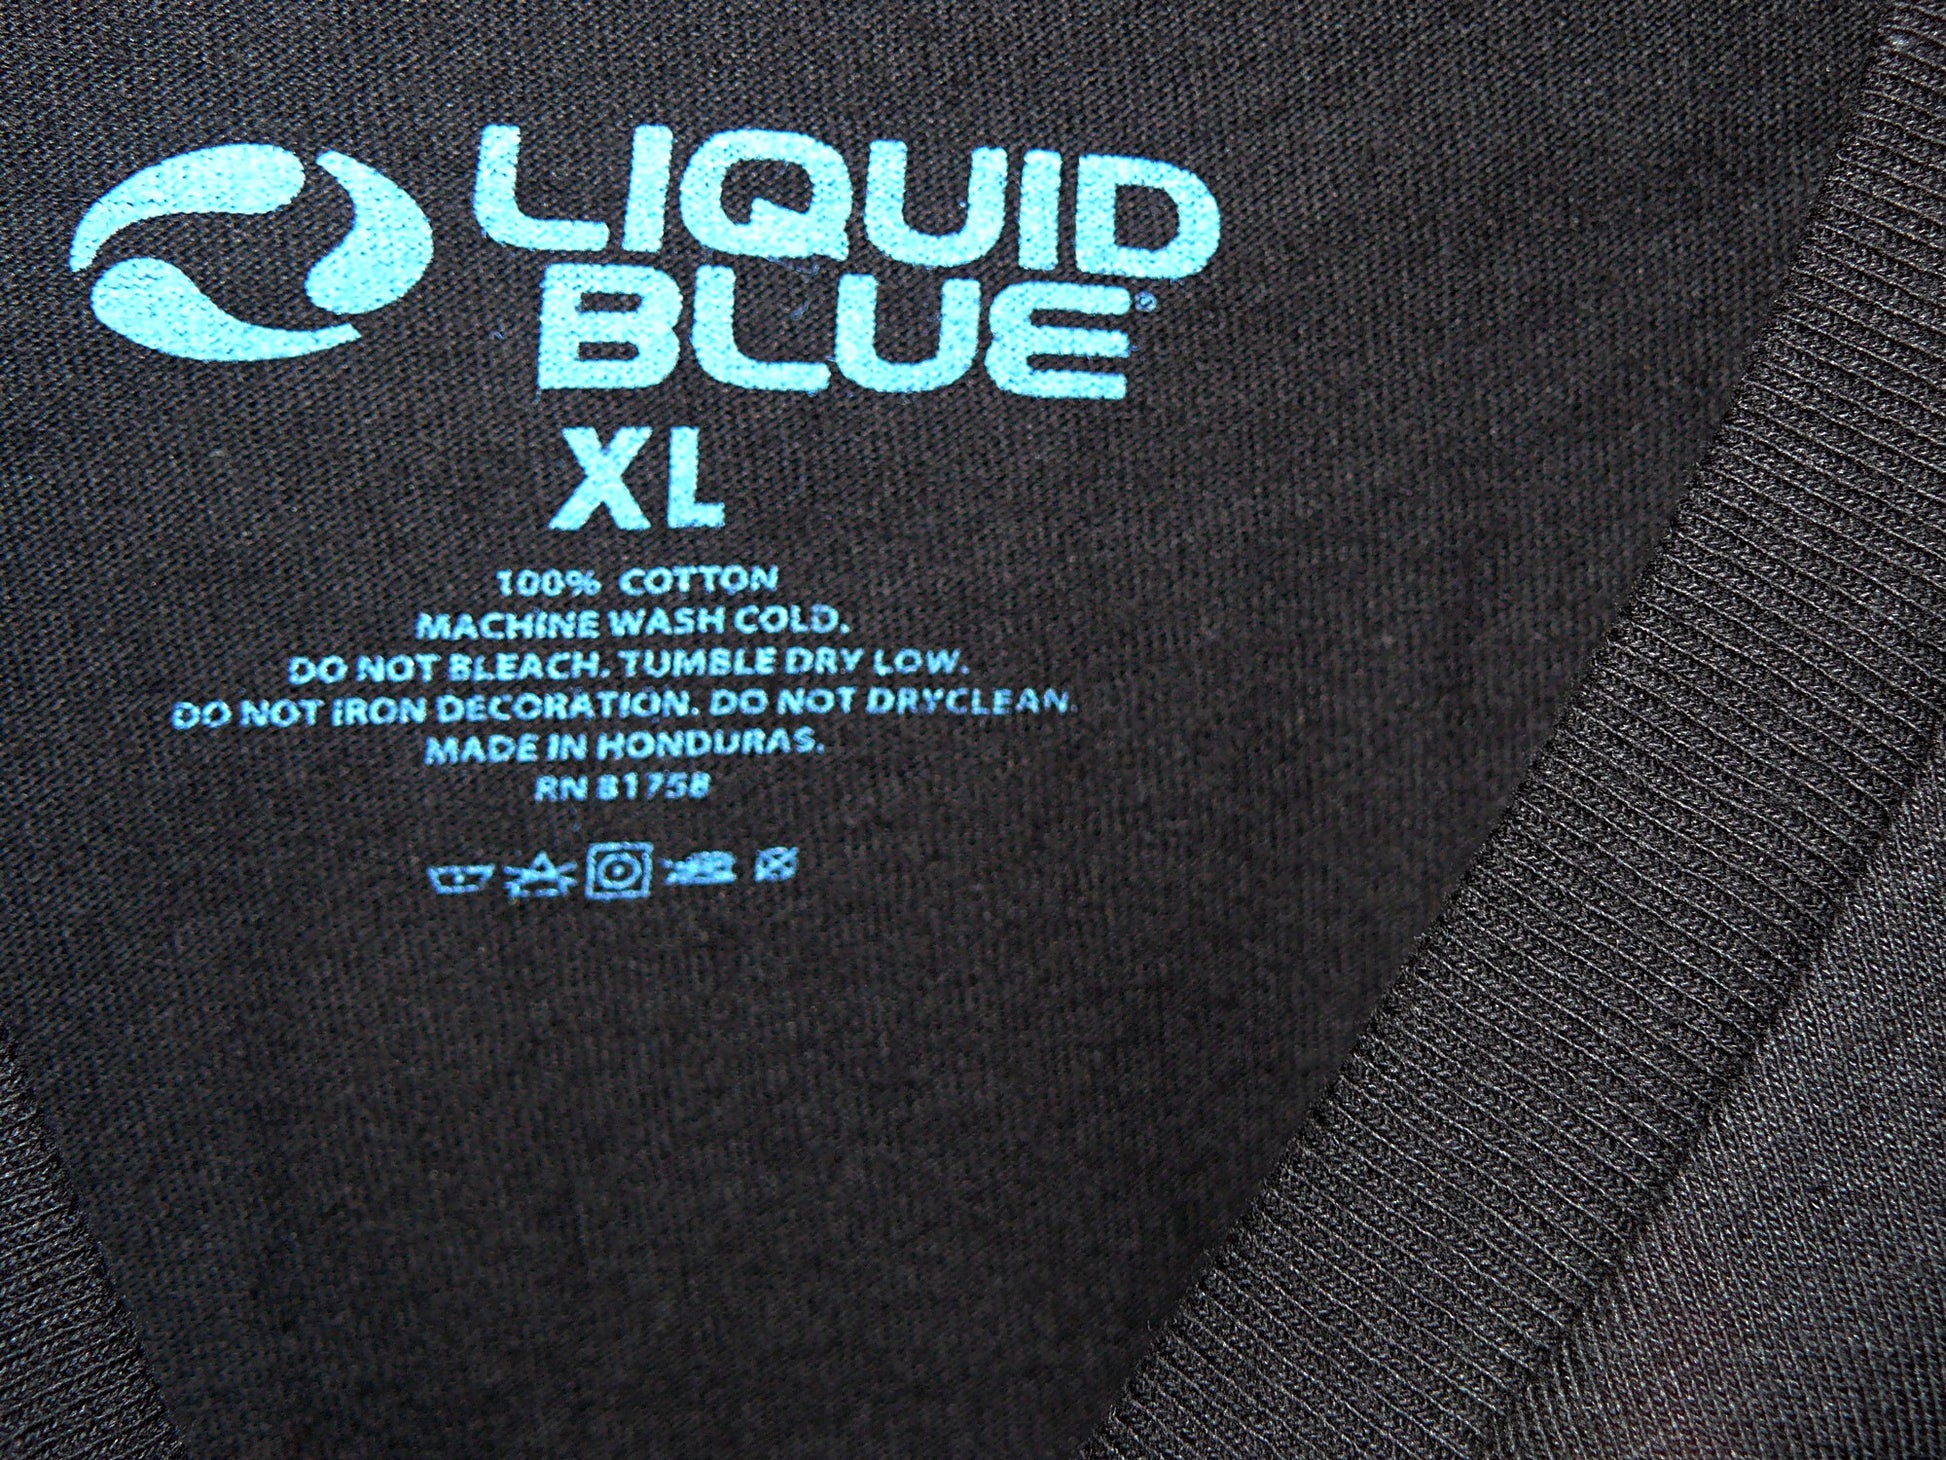 LIQUID
BLUE®
XL
100% COTTON
MACHINE WASH COLD.
DO NOT BLEACH. TUMBLE DRY LOW.
DO NOT IRON DECORATION. DO NOT DRYCLEAN.
MADE IN HONDURAS.
RN 81758